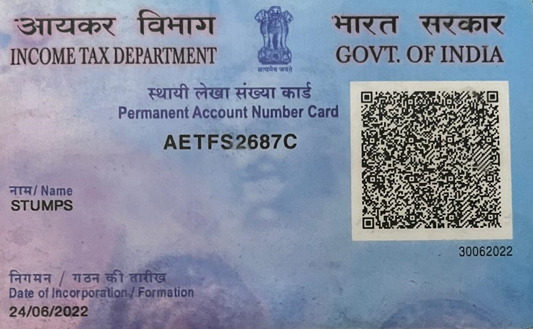 आयकर विभाग
INCOME TAX DEPARTMENT
सत्यमेव जयते
भारत सरकार
GOVT. OF INDIA
स्थायी लेखा संख्या कार्ड
Permanent Account Number Card
AETFS2687C
नाम/ Name
STUMPS
30062022
निगमन / गठन की तारीख
Date of Incorporation / Formation
24/06/2022